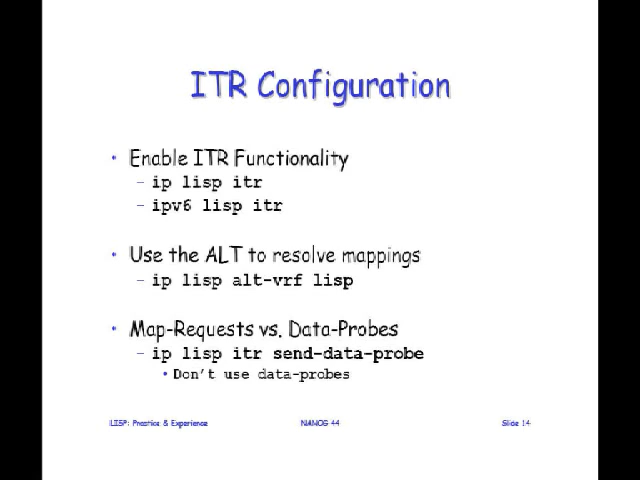 ITR Configuration
• Enable ITR Functionality
– ip lisp itr
– ipv6 lisp itr
• Use the ALT to resolve mappings
– ip lisp alt-vrf lisp
• Map-Requests vs. Data-Probes
– ip lisp itr send-data-probe
• Don't use data-probes
LISP: Practice & Experience NANOG 44 Slide 14